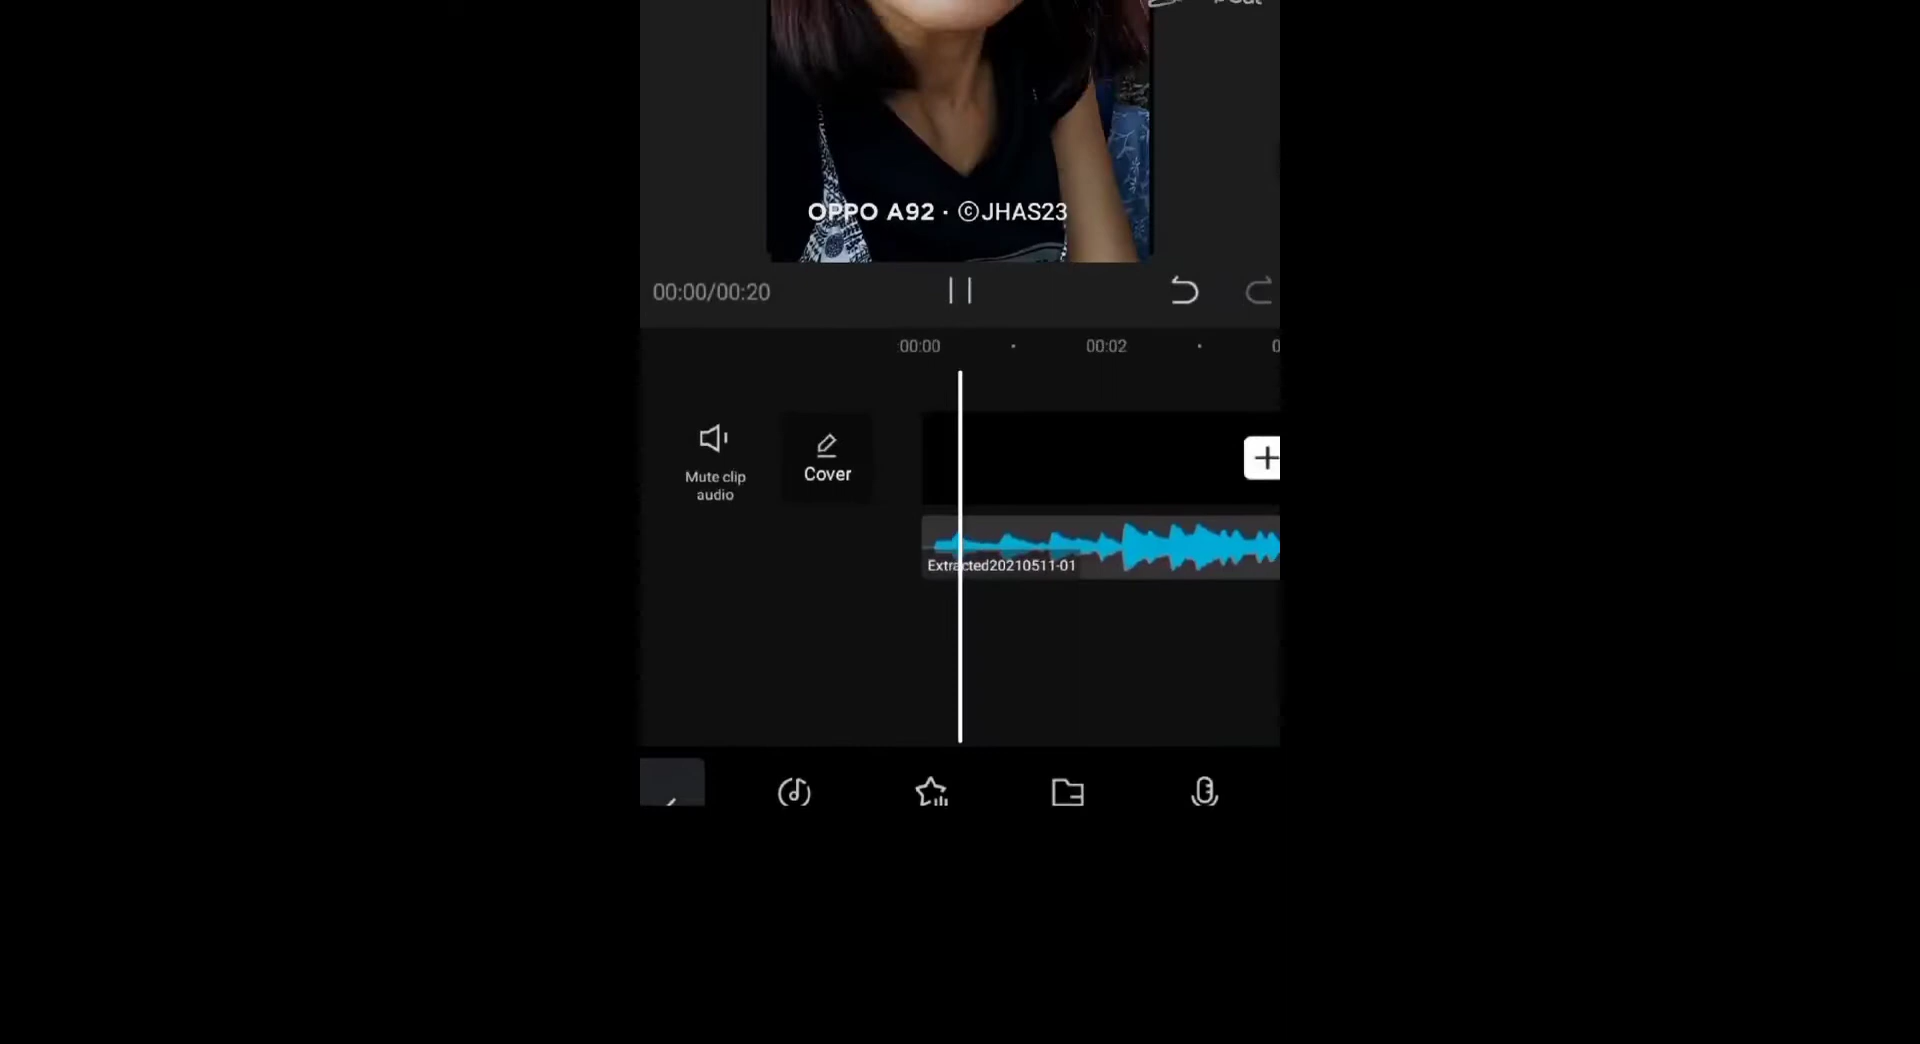 OPPO A92 · ©JHAS23
00:00/00:20
00:00 · 00:02 ·
Mute clip
audio
Cover
Extracted20210511-01